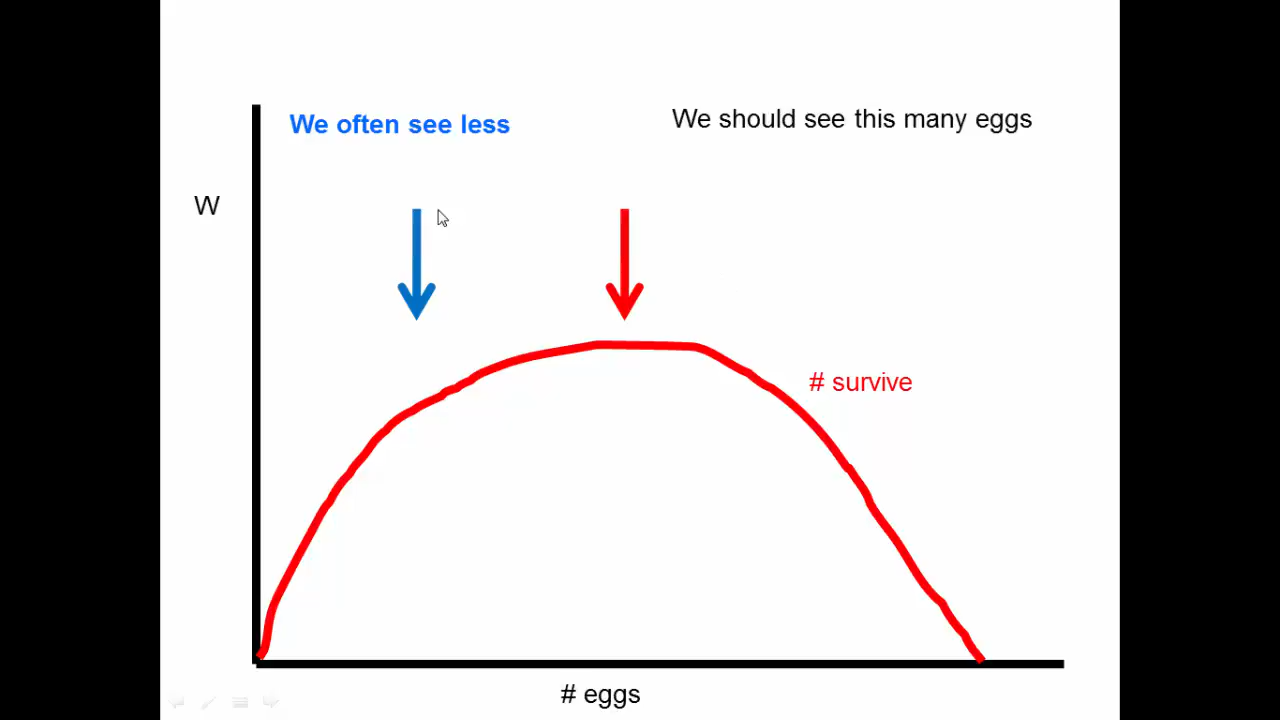 We often see less
We should see this many eggs
W
# survive
# eggs